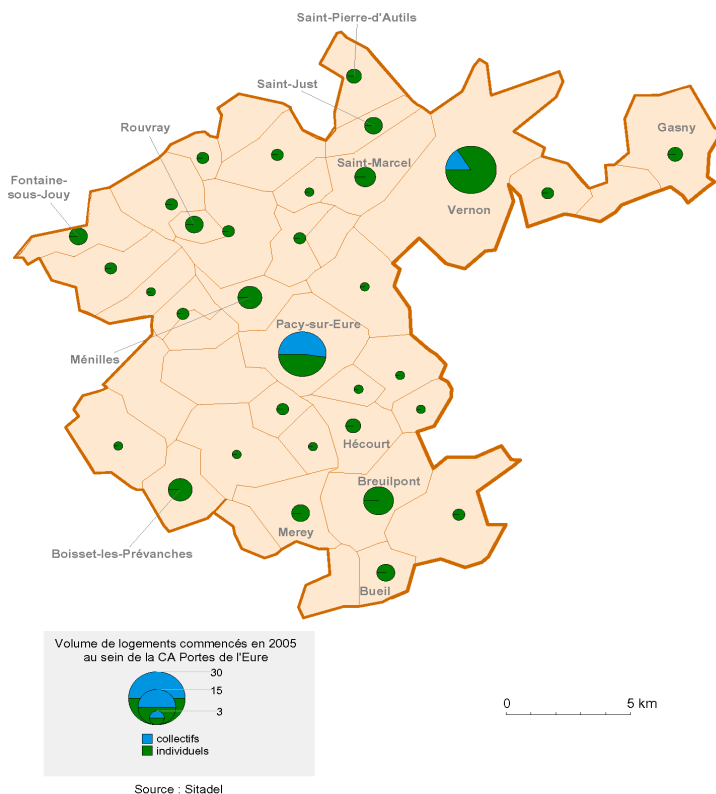 Saint-Pierre-d'Autils
Saint-Just
Rouvray
Gasny
Saint-Marcel
Fontaine-
sous-Jouy
Vernon
Pacy-sur-Eure
Ménilles
Hécourt
Breuilpont
Merey
Boisset-les-Prévanches
Bueil
Volume de logements commencés en 2005
au sein de la CA Portes de l'Eure
30
15
3
collectifs
individuels
0 5 km
Source : Sitadel